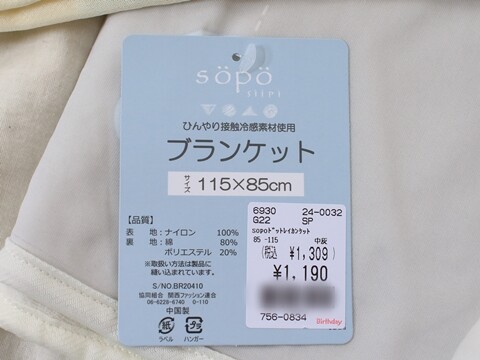 söpö
siipi
ひんやり接触冷感素材使用
ブランケット
サイズ 115×85cm
【品質】
表 地:ナイロン 100%
裏 地:綿 80%
ポリエステル 20%
※取扱い方法は製品に
縫い込まれています。
S/NO.BR20410
協同組合 関西ファッション連合
06-6228-6740 O-110
中国製
紙 ラベル
プラ ハンガー
6930 24-0032
G22 SP
sopoドットレイカンケット
85 -115 中灰
(税込) ¥1,309)
¥1,190
756-0834
Birthday